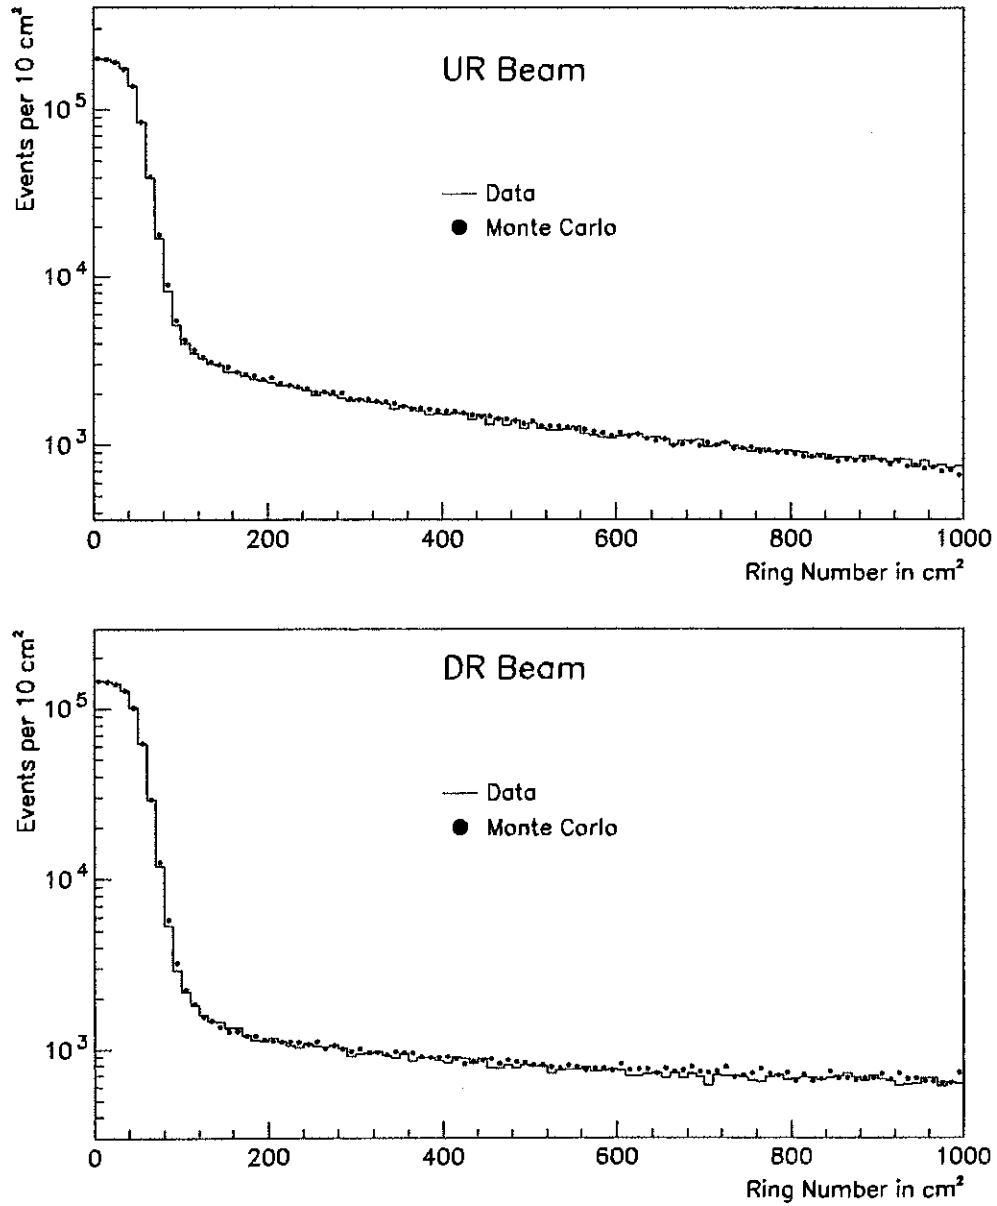 Events per 10 cm²
UR Beam
Data
Monte Carlo
10⁵
10⁴
10³
0 200 400 600 800 1000
Ring Number in cm²
Events per 10 cm²
DR Beam
Data
Monte Carlo
10⁵
10⁴
10³
0 200 400 600 800 1000
Ring Number in cm²